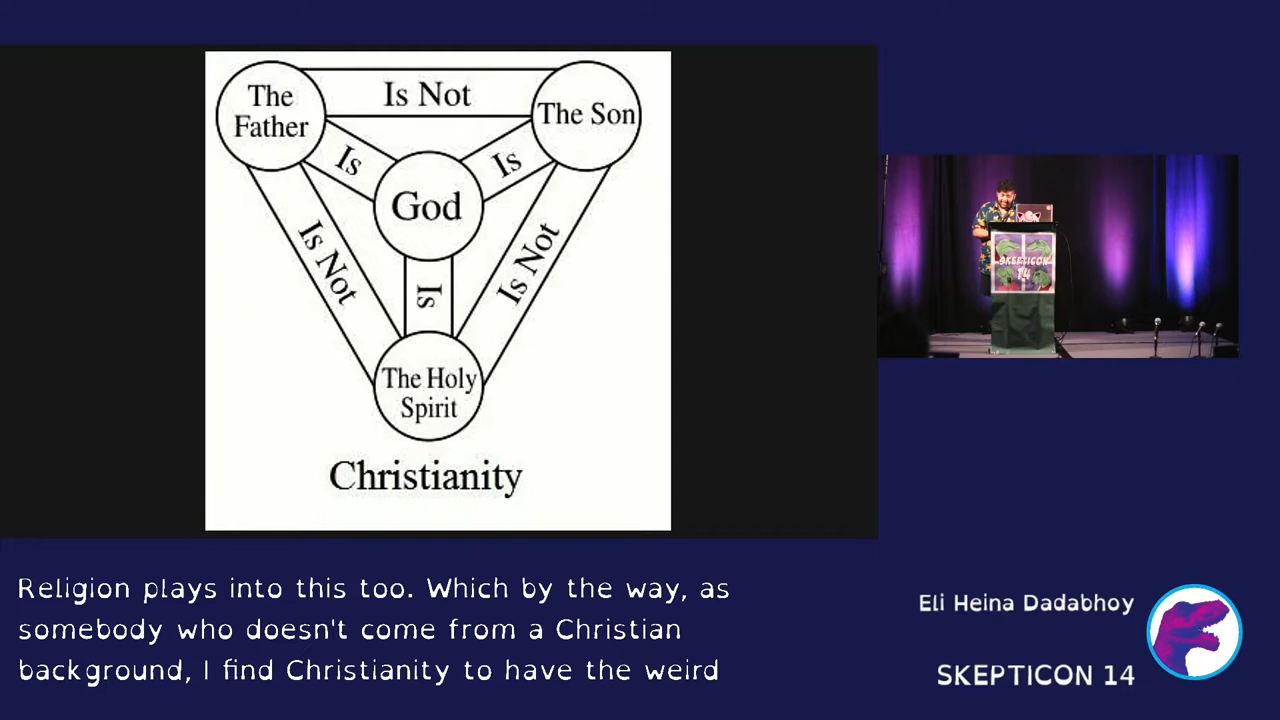 The
Father
Is Not
The Son
Is
Is
God
Is Not
Is Not
Is
The Holy
Spirit
Christianity
SKEPTICON
14
Religion plays into this too. Which by the way, as
somebody who doesn't come from a Christian
background, I find Christianity to have the weird
Eli Heina Dadabhoy
SKEPTICON 14